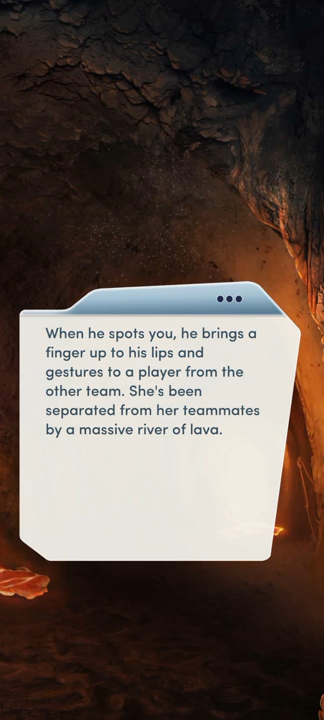 When he spots you, he brings a
finger up to his lips and
gestures to a player from the
other team. She's been
separated from her teammates
by a massive river of lava.